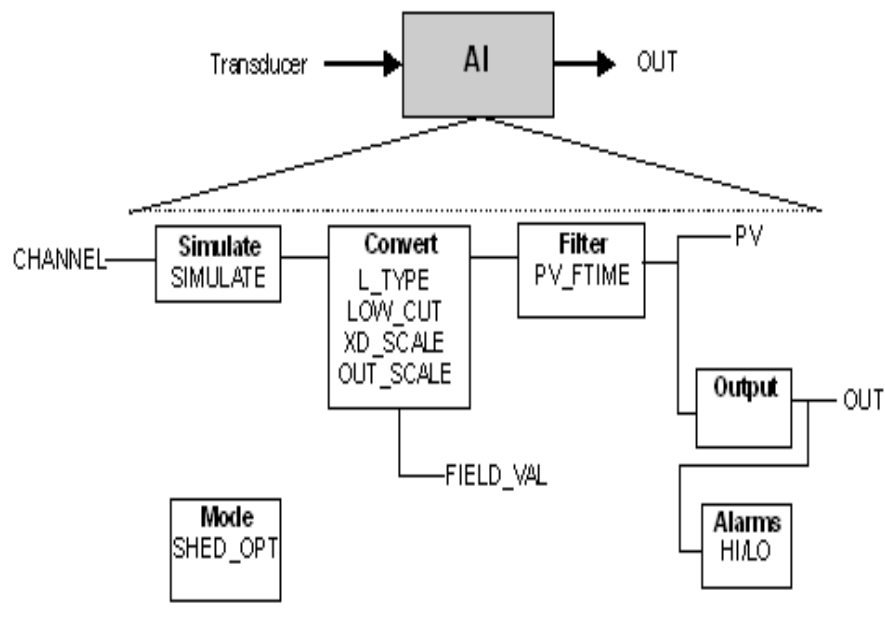 Transducer
AI
OUT
CHANNEL
Simulate
SIMULATE
Convert
L_TYPE
LOW_CUT
XD_SCALE
OUT_SCALE
Filter
PV_FTIME
PV
Output
OUT
FIELD_VAL
Mode
SHED_OPT
Alarms
HI/LO